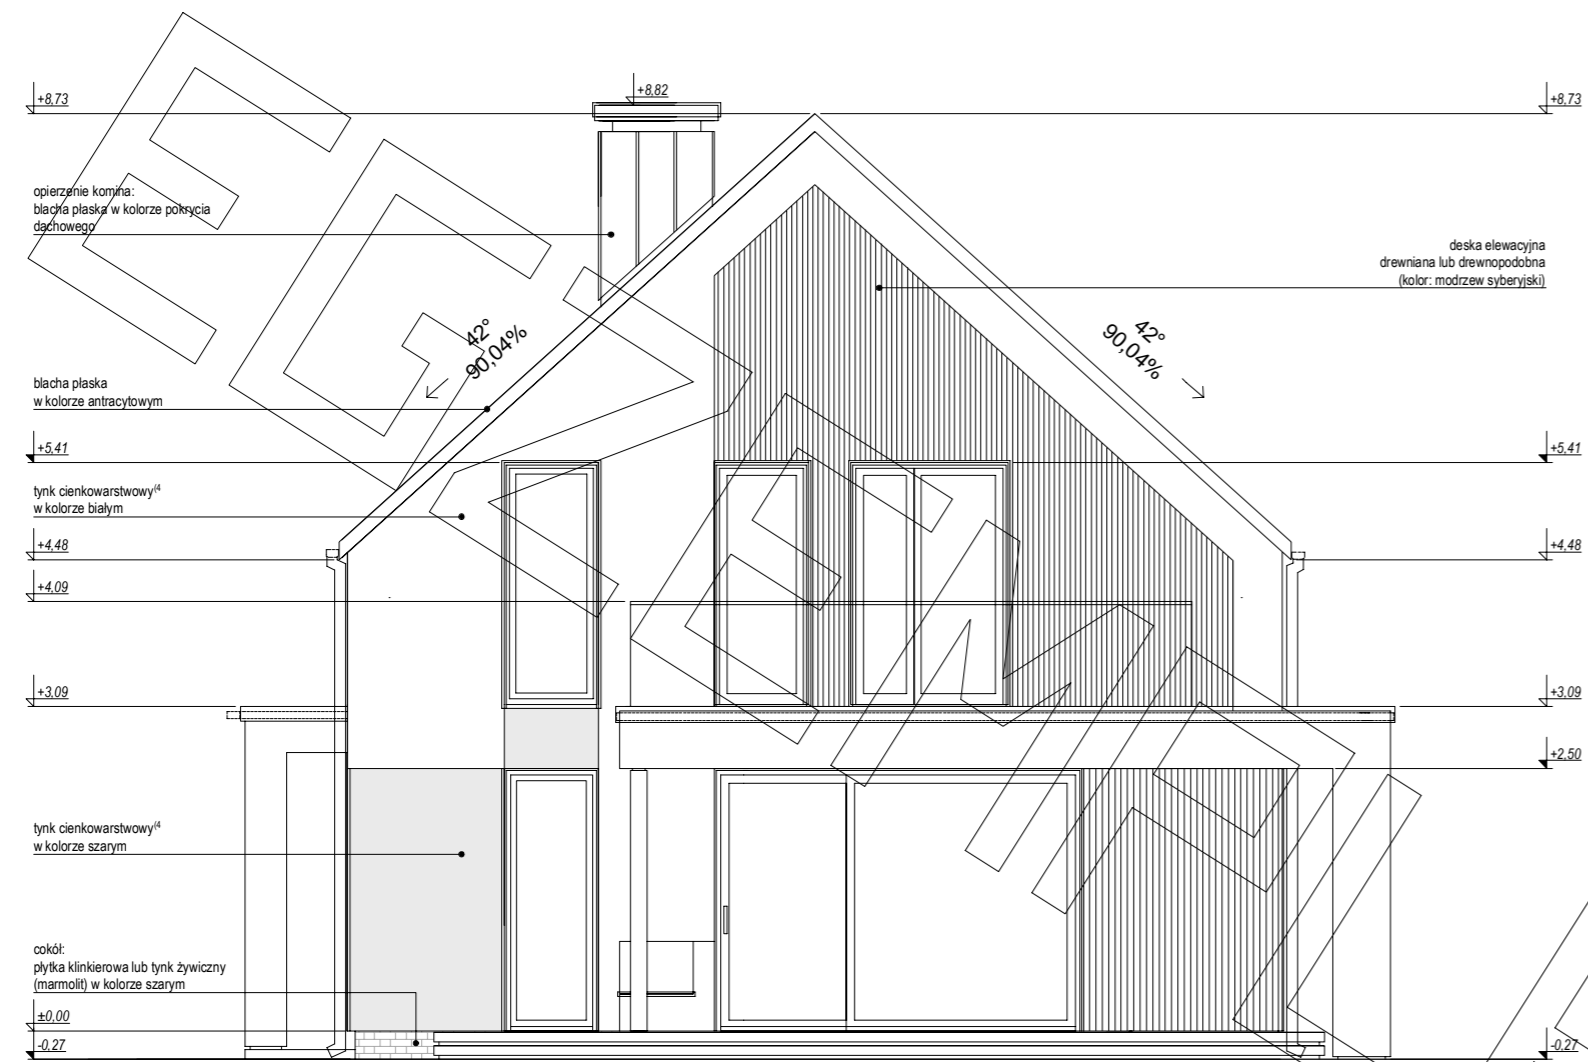 +8,73
+8,82
+8,73
opierzenie komina:
blacha płaska w kolorze pokrycia
dachowego
deska elewacyjna
drewniana lub drewnopodobna
(kolor: modrzew syberyjski)
42°
90,04%
42°
90,04%
blacha płaska
w kolorze antracytowym
+5,41
+5,41
tynk cienkowarstwowy⁽⁴
w kolorze białym
+4,48
+4,48
+4,09
+3,09
+3,09
+2,50
tynk cienkowarstwowy⁽⁴
w kolorze szarym
cokół:
płytka klinkierowa lub tynk żywiczny
(marmolit) w kolorze szarym
±0,00
-0,27
-0,27